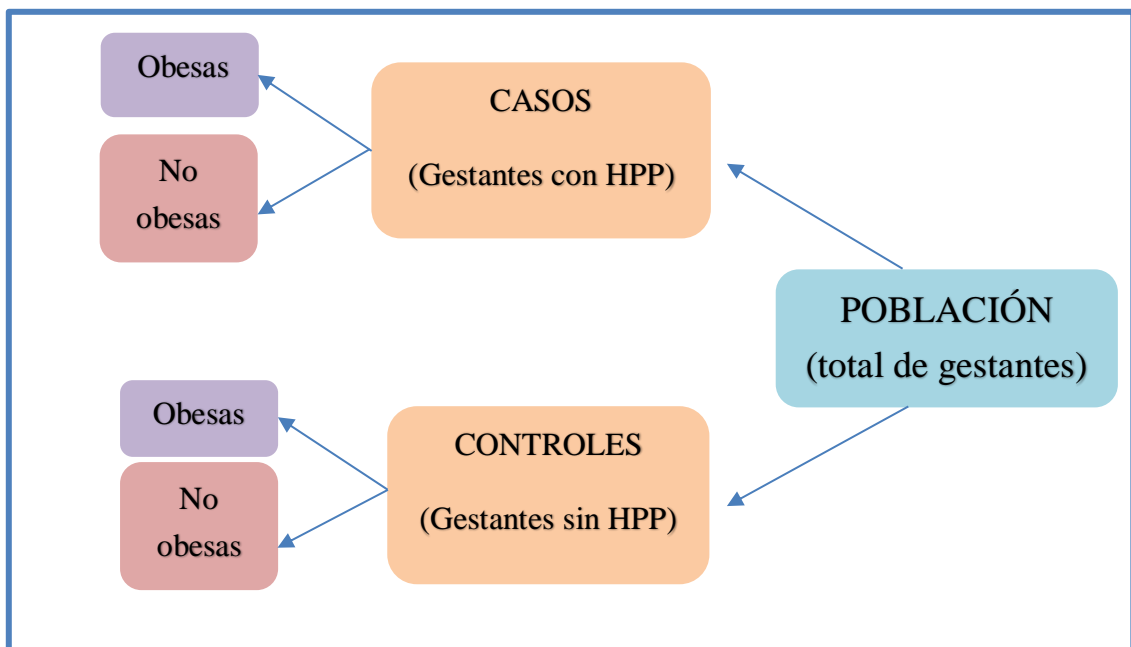 Obesas
No
obesas
CASOS
(Gestantes con HPP)
POBLACIÓN
(total de gestantes)
Obesas
No
obesas
CONTROLES
(Gestantes sin HPP)